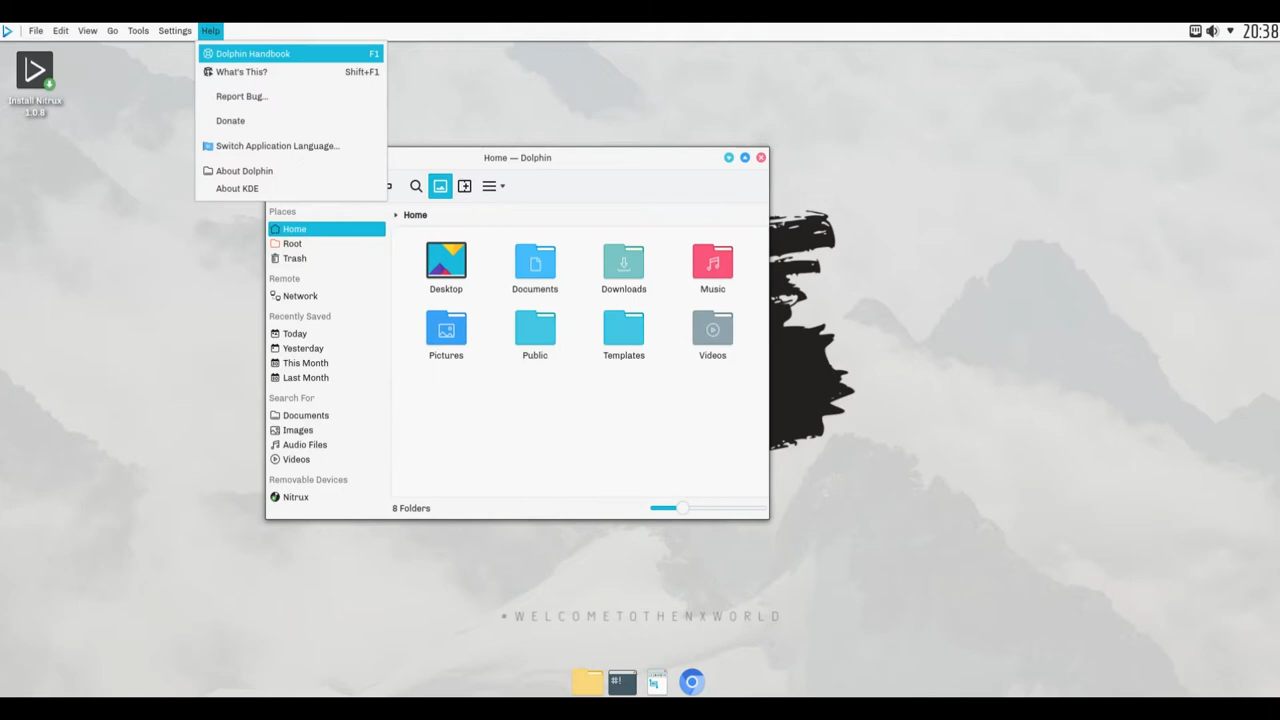 File Edit View Go Tools Settings Help 20:38
Dolphin Handbook F1
What's This? Shift+F1
Report Bug...
Donate
Switch Application Language...
About Dolphin
About KDE
Install Nitrux
1.0.8
Home — Dolphin
Places
Home
Root
Trash
Remote
Network
Recently Saved
Today
Yesterday
This Month
Last Month
Search For
Documents
Images
Audio Files
Videos
Removable Devices
Nitrux
Home
Desktop Documents Downloads Music
Pictures Public Templates Videos
8 Folders
•WELCOMETOTHENXWORLD
#!